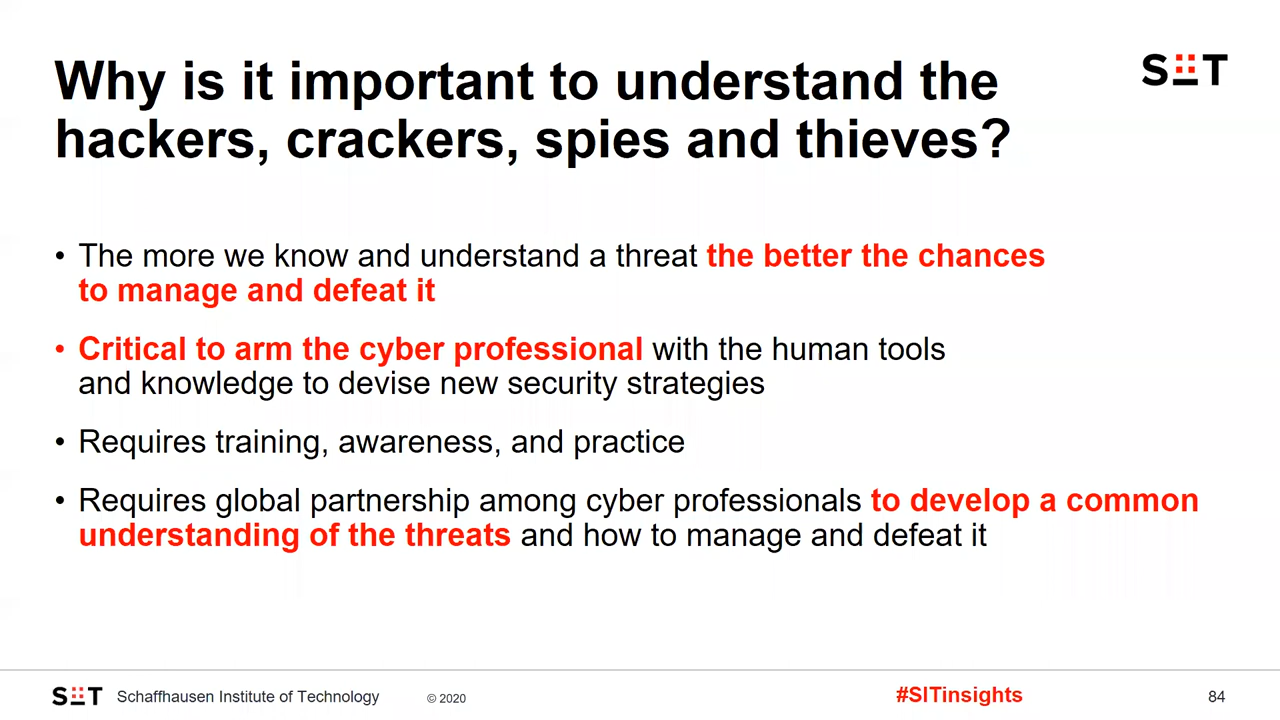 Why is it important to understand the
hackers, crackers, spies and thieves?
SIT
• The more we know and understand a threat the better the chances
to manage and defeat it
• Critical to arm the cyber professional with the human tools
and knowledge to devise new security strategies
• Requires training, awareness, and practice
• Requires global partnership among cyber professionals to develop a common
understanding of the threats and how to manage and defeat it
SIT Schaffhausen Institute of Technology © 2020 #SITinsights 84